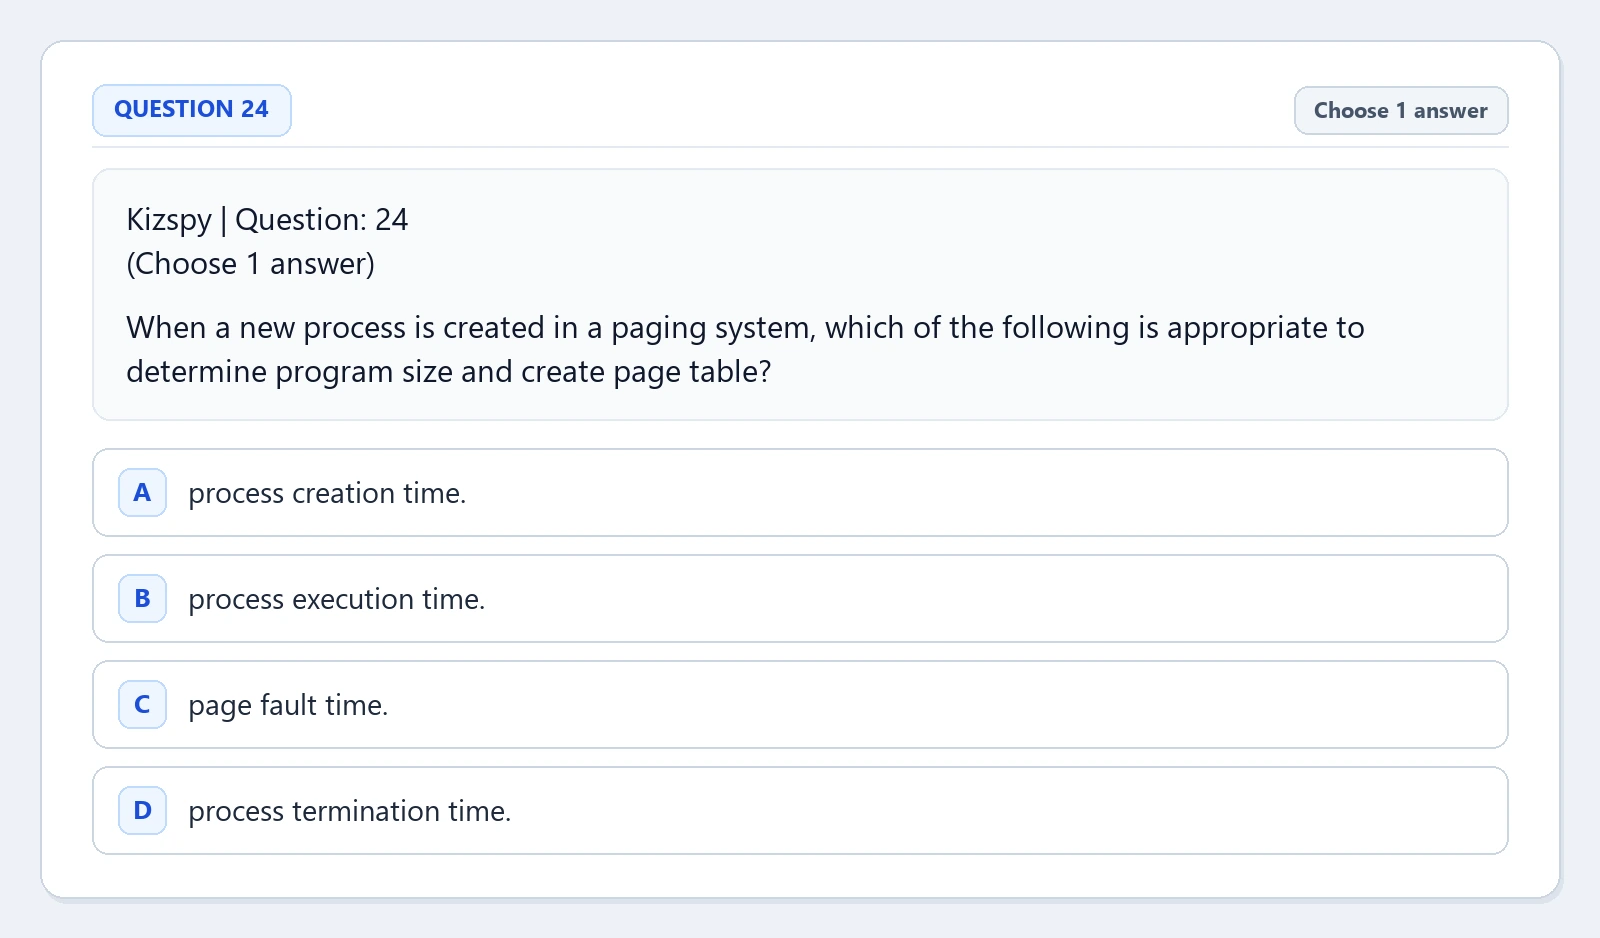 QUESTION 24
Choose 1 answer
Kizspy | Question: 24
(Choose 1 answer)
When a new process is created in a paging system, which of the following is appropriate to
determine program size and create page table?
A process creation time.
B process execution time.
C page fault time.
D process termination time.